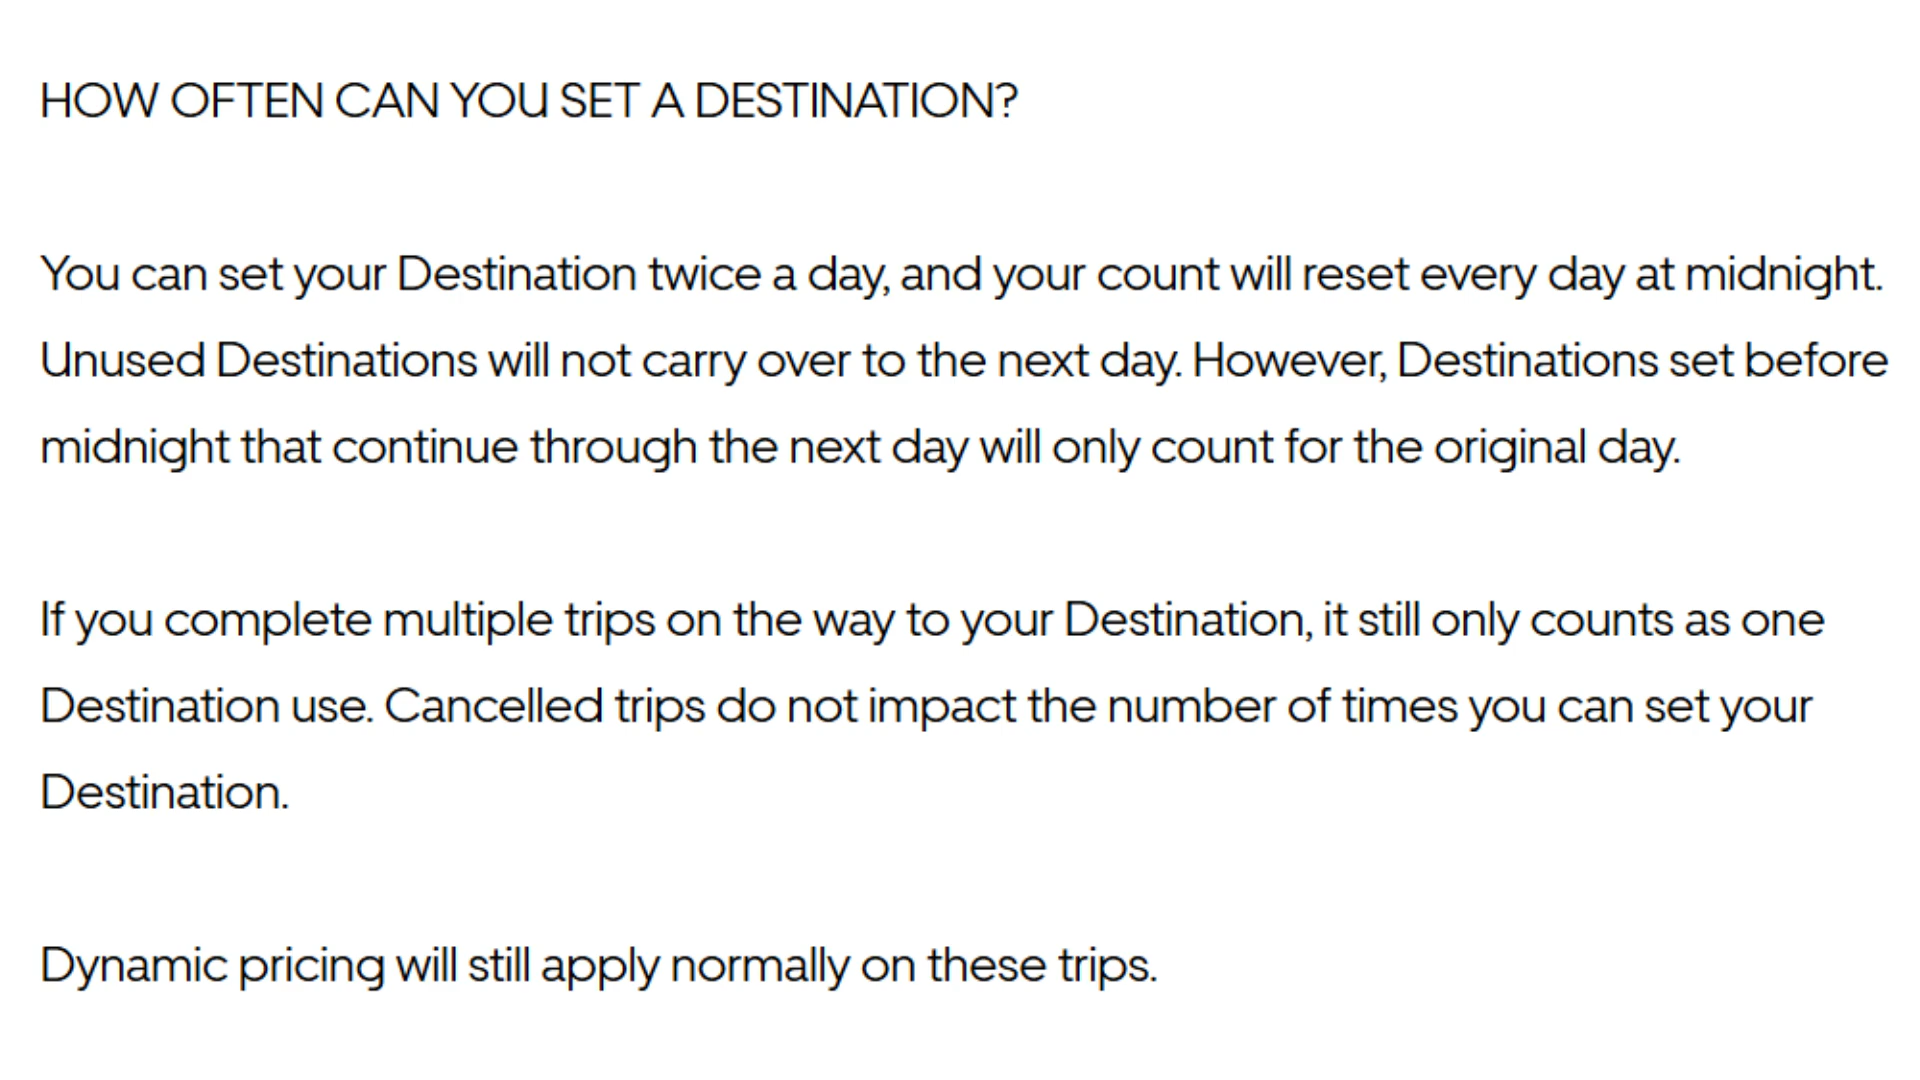 HOW OFTEN CAN YOU SET A DESTINATION?
You can set your Destination twice a day, and your count will reset every day at midnight.
Unused Destinations will not carry over to the next day. However, Destinations set before
midnight that continue through the next day will only count for the original day.
If you complete multiple trips on the way to your Destination, it still only counts as one
Destination use. Cancelled trips do not impact the number of times you can set your
Destination.
Dynamic pricing will still apply normally on these trips.